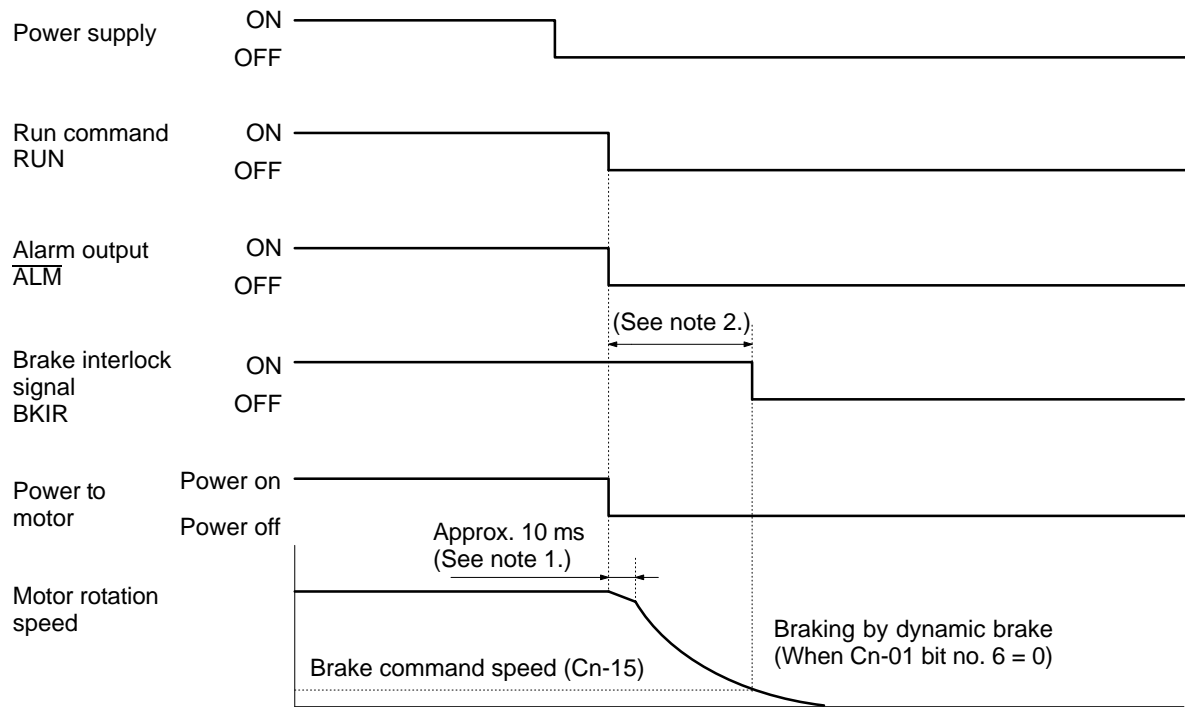 Power supply
ON
OFF
Run command
RUN
ON
OFF
Alarm output
ALM
ON
OFF
(See note 2.)
Brake interlock
signal
BKIR
ON
OFF
Power to
motor
Power on
Power off
Approx. 10 ms
(See note 1.)
Motor rotation
speed
Braking by dynamic brake
(When Cn-01 bit no. 6 = 0)
Brake command speed (Cn-15)